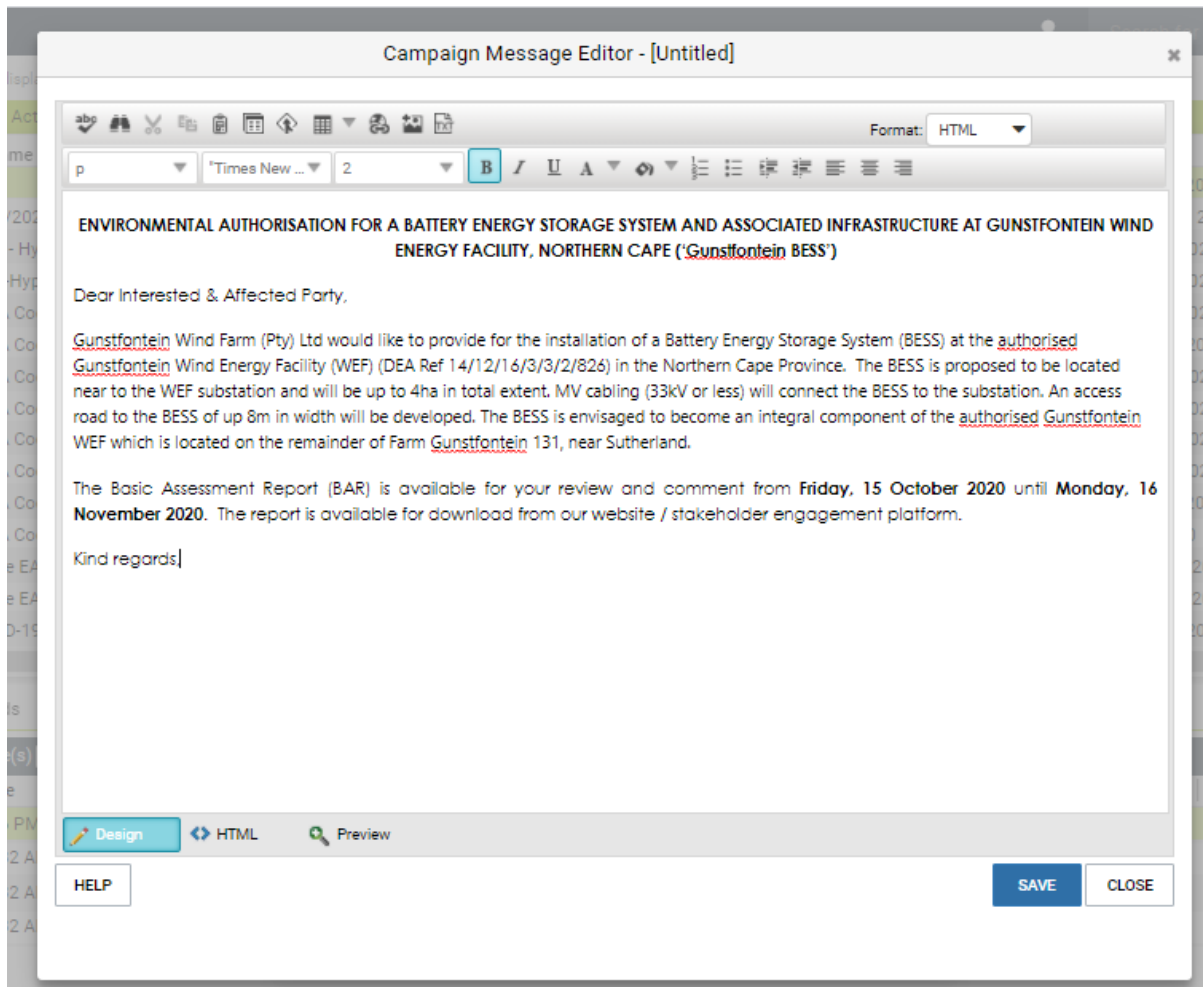 Campaign Message Editor - [Untitled]
Format: HTML
p "Times New ... 2 B I U A
ENVIRONMENTAL AUTHORISATION FOR A BATTERY ENERGY STORAGE SYSTEM AND ASSOCIATED INFRASTRUCTURE AT GUNSTFONTEIN WIND
ENERGY FACILITY, NORTHERN CAPE ('Gunstfontein BESS')
Dear Interested & Affected Party,
Gunstfontein Wind Farm (Pty) Ltd would like to provide for the installation of a Battery Energy Storage System (BESS) at the authorised
Gunstfontein Wind Energy Facility (WEF) (DEA Ref 14/12/16/3/3/2/826) in the Northern Cape Province. The BESS is proposed to be located
near to the WEF substation and will be up to 4ha in total extent. MV cabling (33kV or less) will connect the BESS to the substation. An access
road to the BESS of up 8m in width will be developed. The BESS is envisaged to become an integral component of the authorised Gunstfontein
WEF which is located on the remainder of Farm Gunstfontein 131, near Sutherland.
The Basic Assessment Report (BAR) is available for your review and comment from Friday, 15 October 2020 until Monday, 16
November 2020. The report is available for download from our website / stakeholder engagement platform.
Kind regards,
Design HTML Preview
HELP SAVE CLOSE